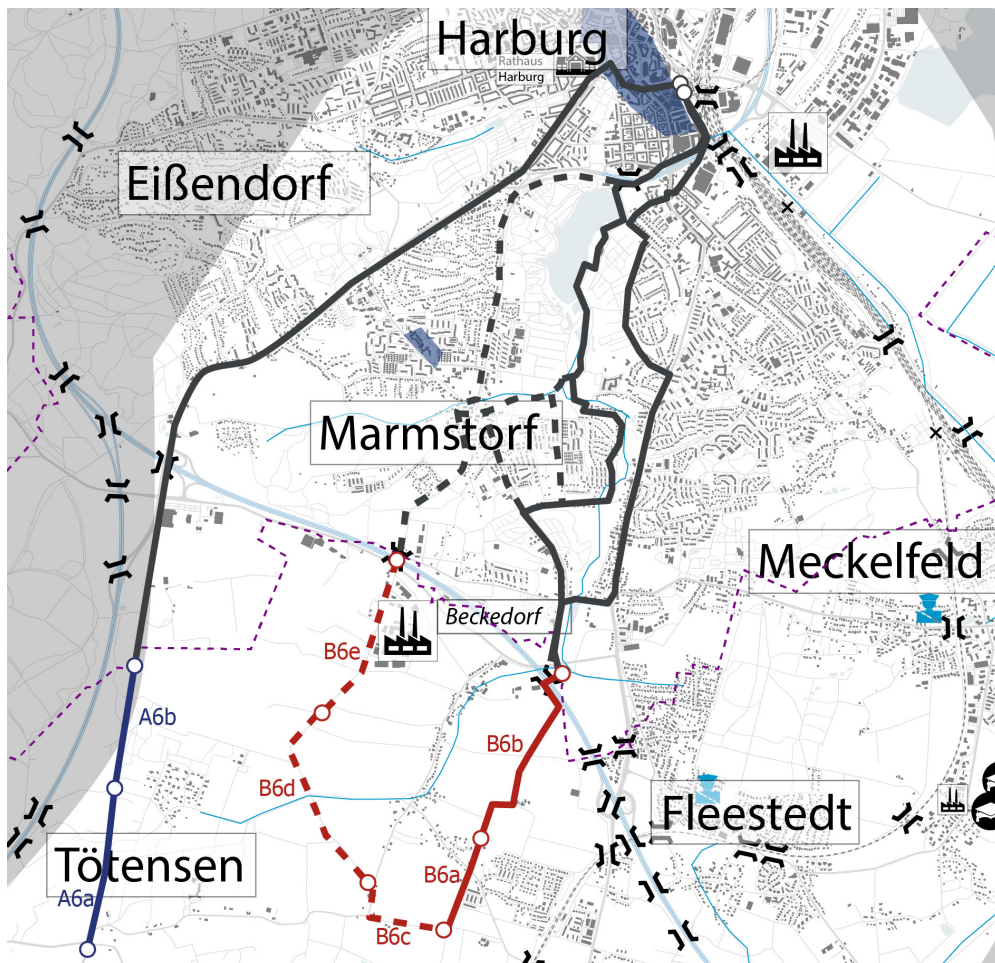 Harburg
Rathaus
Harburg
Eißendorf
Marmstorf
Meckelfeld
Beckedorf
B6e
A6b
B6b
B6d
Fleestedt
Tötensen
A6a
B6a
B6c